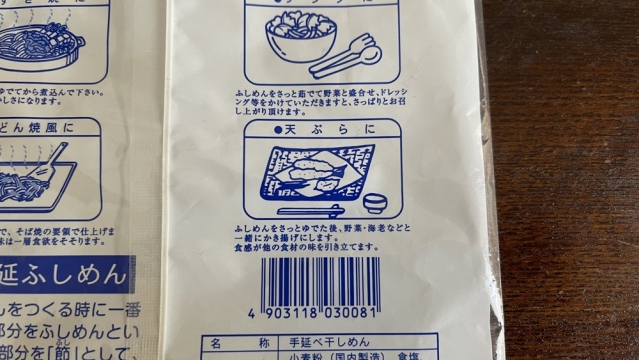 ゆでてから煮込んで下さい。
かしさになります。
どん焼風に
で、そば焼の要領で仕上げま
味は一層食欲をそそります。
延ふしめん
しをつくる時に一番
部分をふしめんとい
部分を「節」として、
ふしめんをさっと茹でて野菜と盛合せ、ドレッシ
ング等をかけていただきますと、さっぱりとお召
し上がり頂けます。
●天ぷらに
ふしめんをさっとゆでた後、野菜・海老などと
一緒にかき揚げにします。
食感が他の食材の味を引き立てます。
4 903118 030081
名 称 手延べ干しめん
小麦粉(国内製造)、食塩、